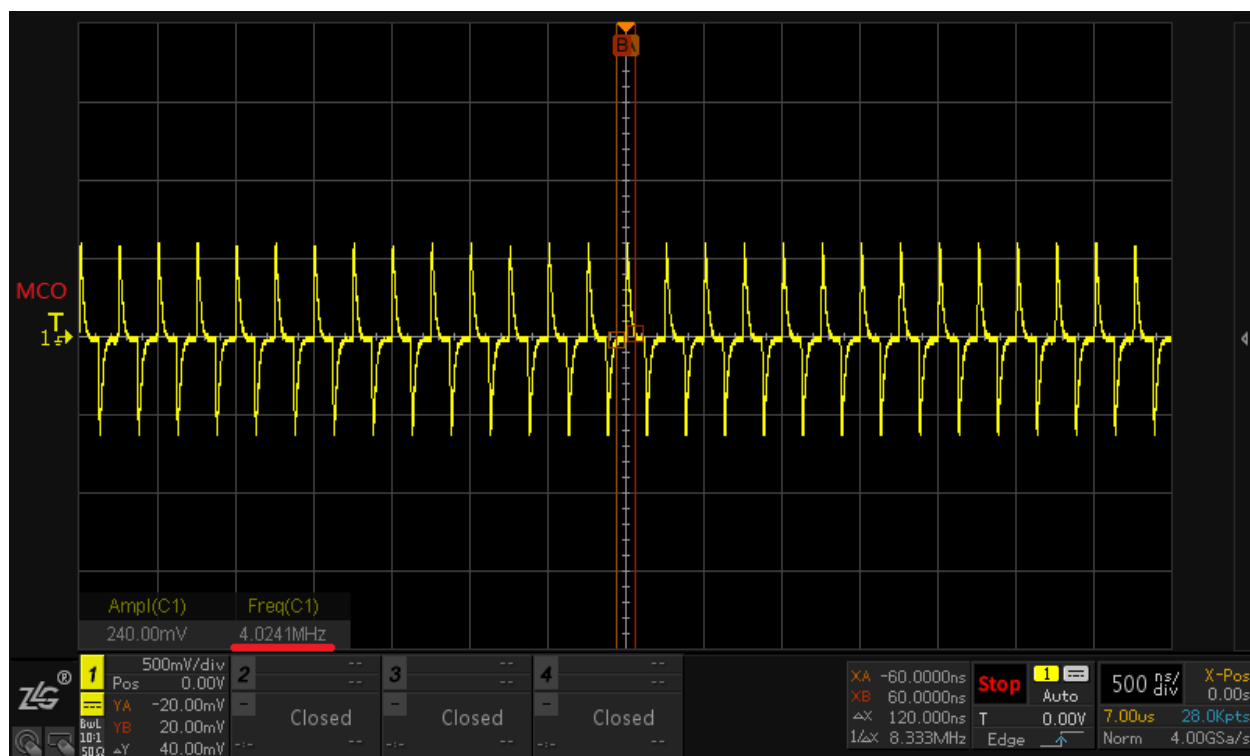 B A
MCO
T
1
Ampl(C1) Freq(C1)
240.00mV 4.0241MHz
ZLG®
1 500mV/div
Pos 0.00V
YA -20.00mV
BwL YB 20.00mV
10:1
50Ω △Y 40.00mV
2 --
--
- Closed
--
-:- --
3 --
--
- Closed
--
-:- --
4 --
--
- Closed
--
-:- --
XA -60.0000ns
XB 60.0000ns
△X 120.000ns
1/△X 8.333MHz
Stop 1
Auto
T 0.00V
Edge
500 ns/div X-Pos
0.00s
7.00us 28.0Kpts
Norm 4.00GSa/s